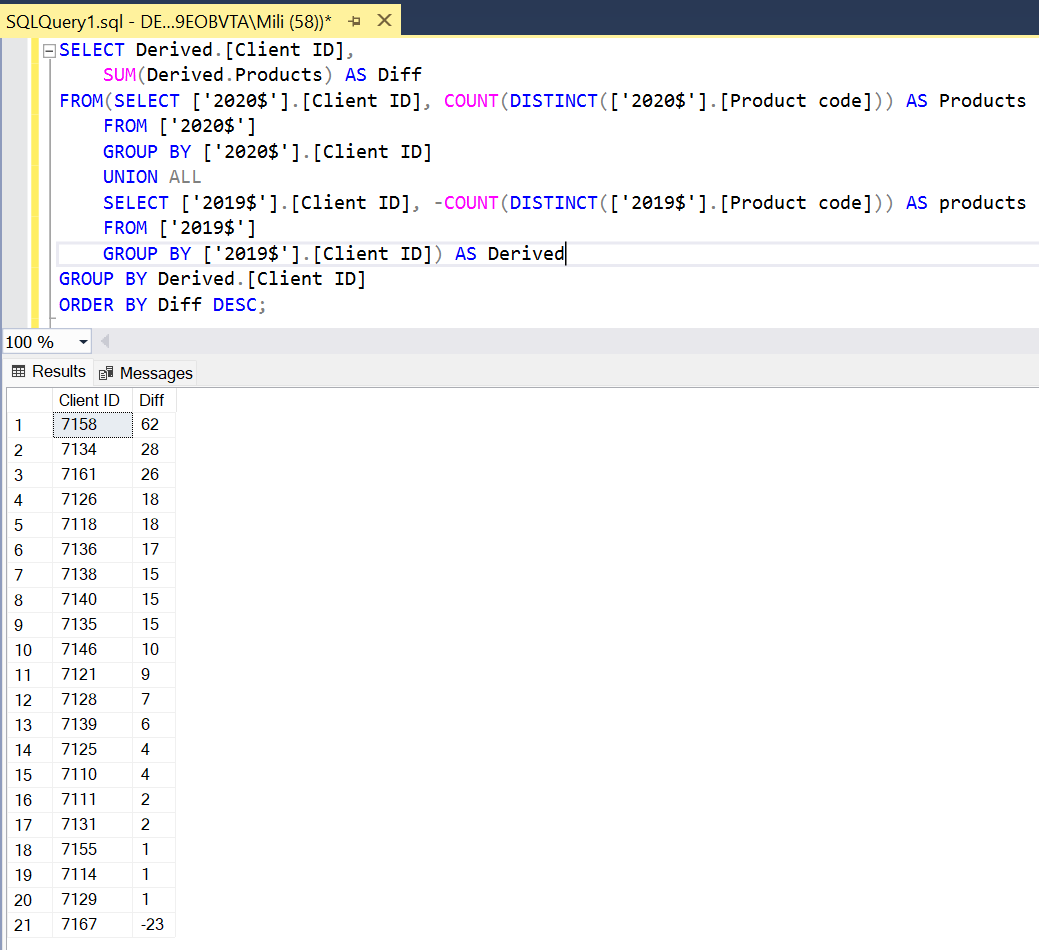 SQLQuery1.sql - DE...9EOBVTA\Mili (58))*
SELECT Derived.[Client ID],
SUM(Derived.Products) AS Diff
FROM(SELECT ['2020$'].[Client ID], COUNT(DISTINCT(['2020$'].[Product code])) AS Products
FROM ['2020$']
GROUP BY ['2020$'].[Client ID]
UNION ALL
SELECT ['2019$'].[Client ID], -COUNT(DISTINCT(['2019$'].[Product code])) AS products
FROM ['2019$']
GROUP BY ['2019$'].[Client ID]) AS Derived
GROUP BY Derived.[Client ID]
ORDER BY Diff DESC;
100 %
Results Messages
Client ID Diff
1 7158 62
2 7134 28
3 7161 26
4 7126 18
5 7118 18
6 7136 17
7 7138 15
8 7140 15
9 7135 15
10 7146 10
11 7121 9
12 7128 7
13 7139 6
14 7125 4
15 7110 4
16 7111 2
17 7131 2
18 7155 1
19 7114 1
20 7129 1
21 7167 -23